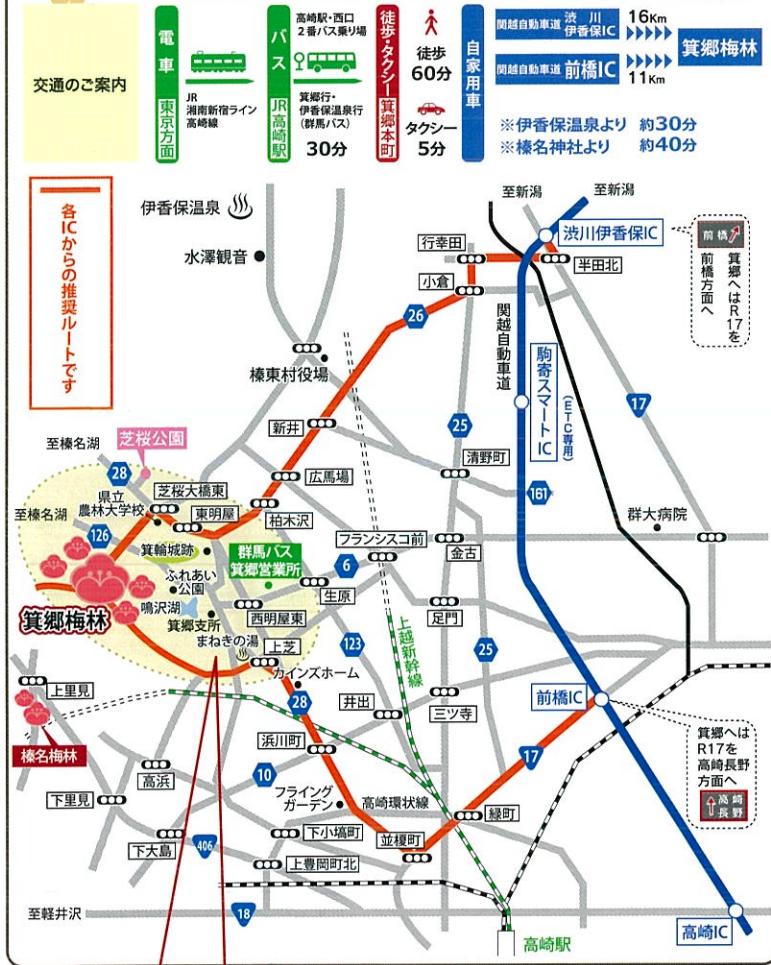 交通のご案内
電車
東京方面
JR
湘南新宿ライン
高崎線
バス
JR高崎駅
高崎駅・西口
2番バス乗り場
箕郷行・
伊香保温泉行
(群馬バス)
30分
徒歩・タクシー
箕郷本町
徒歩
60分
タクシー
5分
自家用車
関越自動車道 渋川伊香保IC
16Km
関越自動車道 前橋IC
11Km
箕郷梅林
※伊香保温泉より 約30分
※榛名神社より 約40分
各ICからの推奨ルートです
伊香保温泉
水澤観音
至新潟
至新潟
渋川伊香保IC
行幸田
半田北
小倉
前橋
箕郷へはR17を
前橋方面へ
26
関越自動車道
駒寄スマートIC
(ETC専用)
17
榛東村役場
新井
25
清野町
161
至榛名湖
芝桜公園
28
広馬場
県立
農林大学校
芝桜大橋東
至榛名湖
東明屋
柏木沢
群大病院
126
箕輪城跡
群馬バス
箕郷営業所
フランシスコ前
金古
6
ふれあい
公園
生原
鳴沢湖
箕郷支所
西明屋東
足門
箕郷梅林
まねきの湯
上芝
123
上越新幹線
25
カインズホーム
上里見
28
井出
三ツ寺
前橋IC
榛名梅林
浜川町
17
箕郷へは
R17を
高崎長野
方面へ
高崎
長野
高浜
10
下里見
フライング
ガーデン
高崎環状線
緑町
下大島
406
下小塙町
並榎町
上豊岡町北
至軽井沢
18
高崎駅
高崎IC